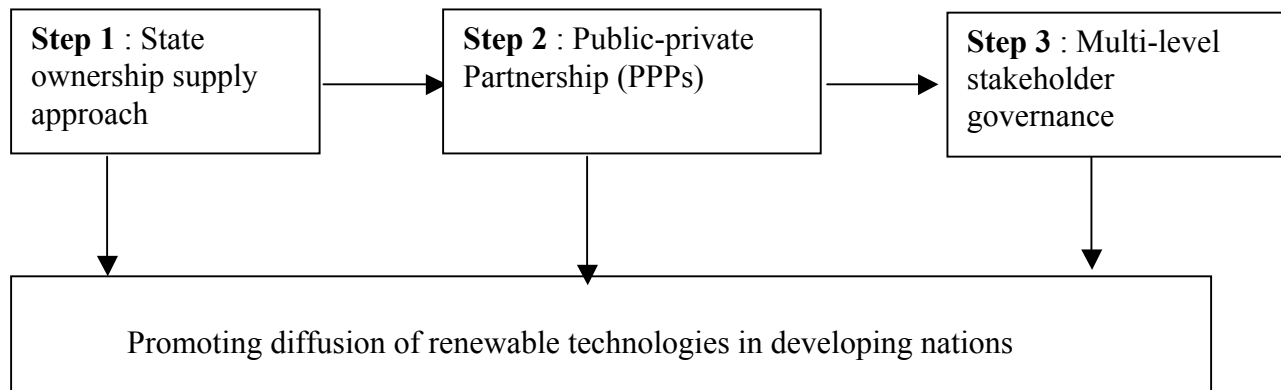 Step 1 : State
ownership supply
approach
Step 2 : Public-private
Partnership (PPPs)
Step 3 : Multi-level
stakeholder
governance
Promoting diffusion of renewable technologies in developing nations